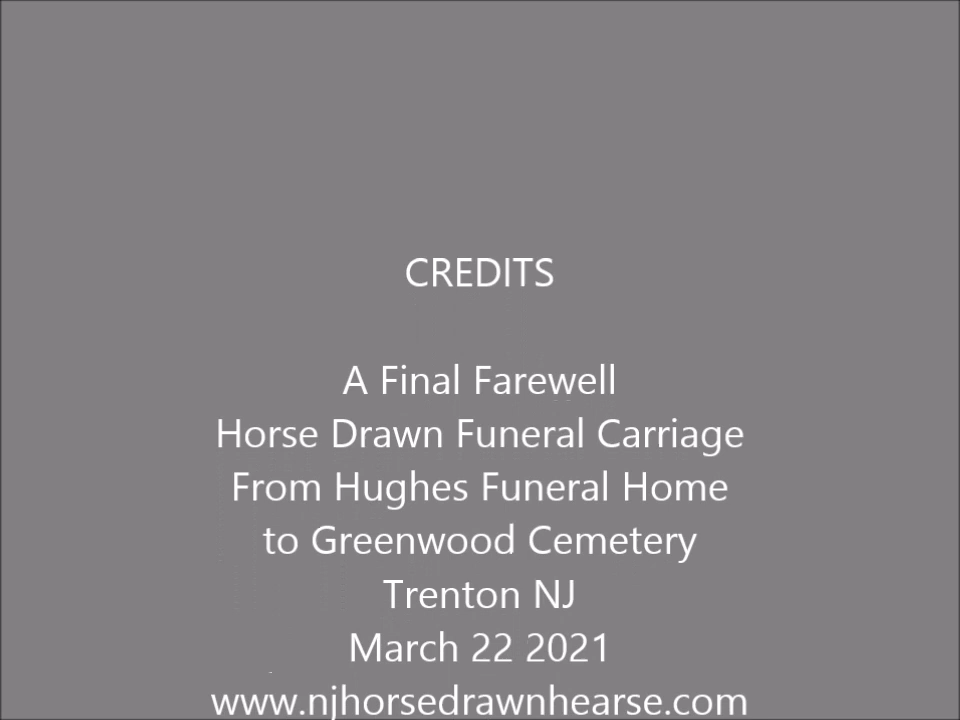 CREDITS
A Final Farewell
Horse Drawn Funeral Carriage
From Hughes Funeral Home
to Greenwood Cemetery
Trenton NJ
March 22 2021
www.njhorsedrawnhearse.com